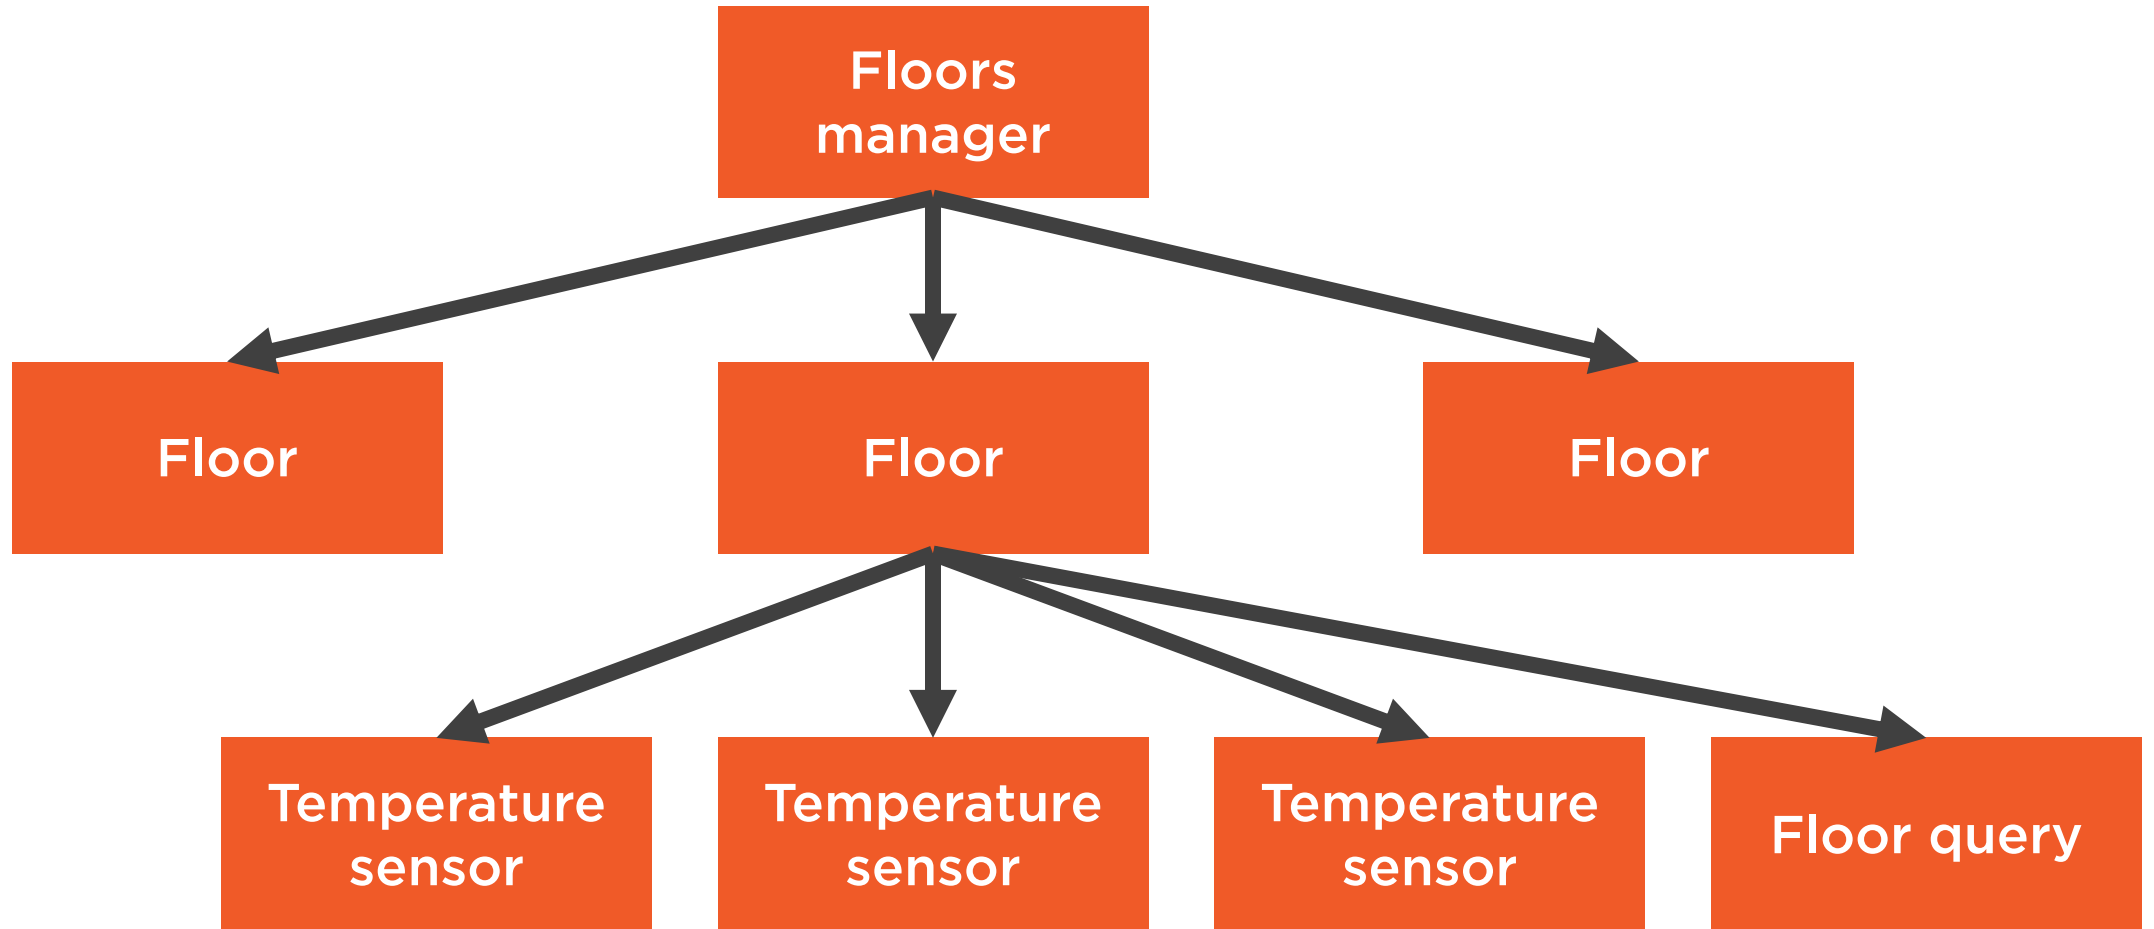 Floors
manager
Floor
Floor
Floor
Temperature
sensor
Temperature
sensor
Temperature
sensor
Floor query